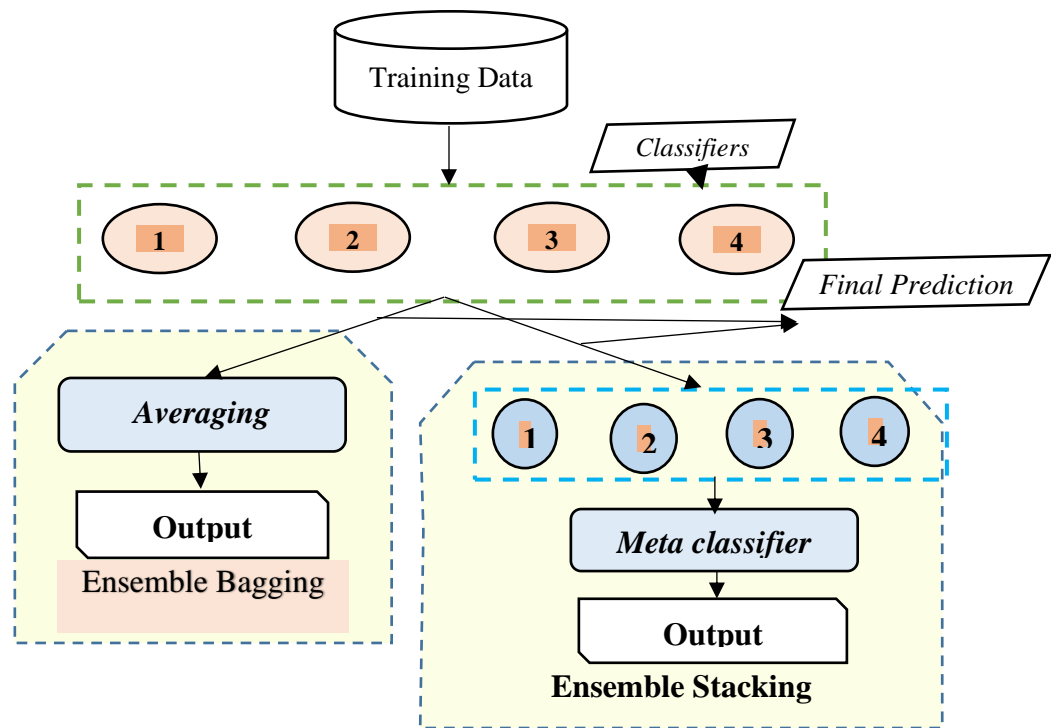 Training Data
Classifiers
1 2 3 4
Final Prediction
Averaging
Output
Ensemble Bagging
1 2 3 4
Meta classifier
Output
Ensemble Stacking